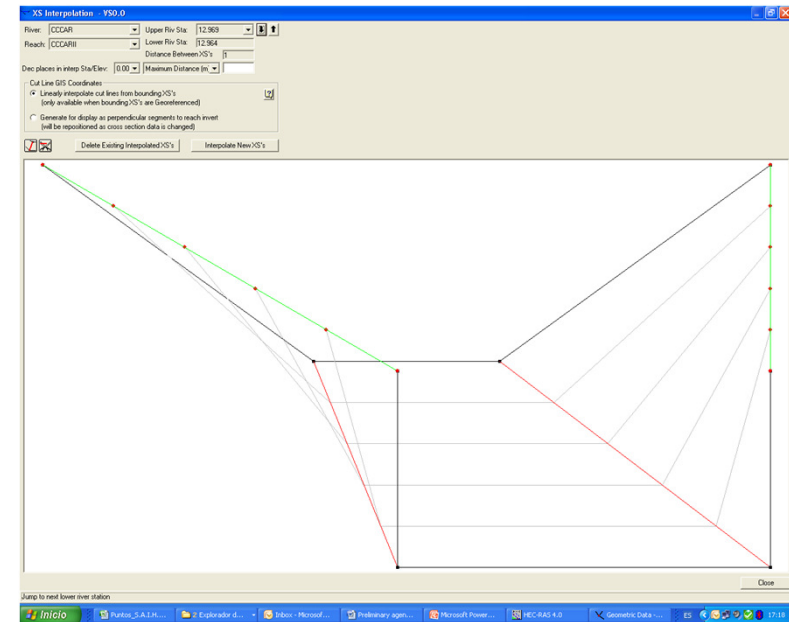 XS Interpolation - VS0.0
River: CCCAR Upper Riv Sta: 12.969
Reach: CCCARII Lower Riv Sta: 12.964
Distance Between XS's 1
Dec places in interp Sta/Elev: 0.00 Maximum Distance (m)
Cut Line GIS Coordinates
Linearly interpolate cut lines from bounding XS's
(only available when bounding XS's are Georeferenced)
Generate for display as perpendicular segments to reach invert
(will be repositioned as cross section data is changed)
Delete Existing Interpolated XS's Interpolate New XS's
Close
Jump to next lower river station
Inicio Puntos_S.A.I.H.... 2 Explorador d... Inbox - Microsof... Preliminary agen... Microsoft Power... HEC-RAS 4.0 Geometric Data -... ES 17:18